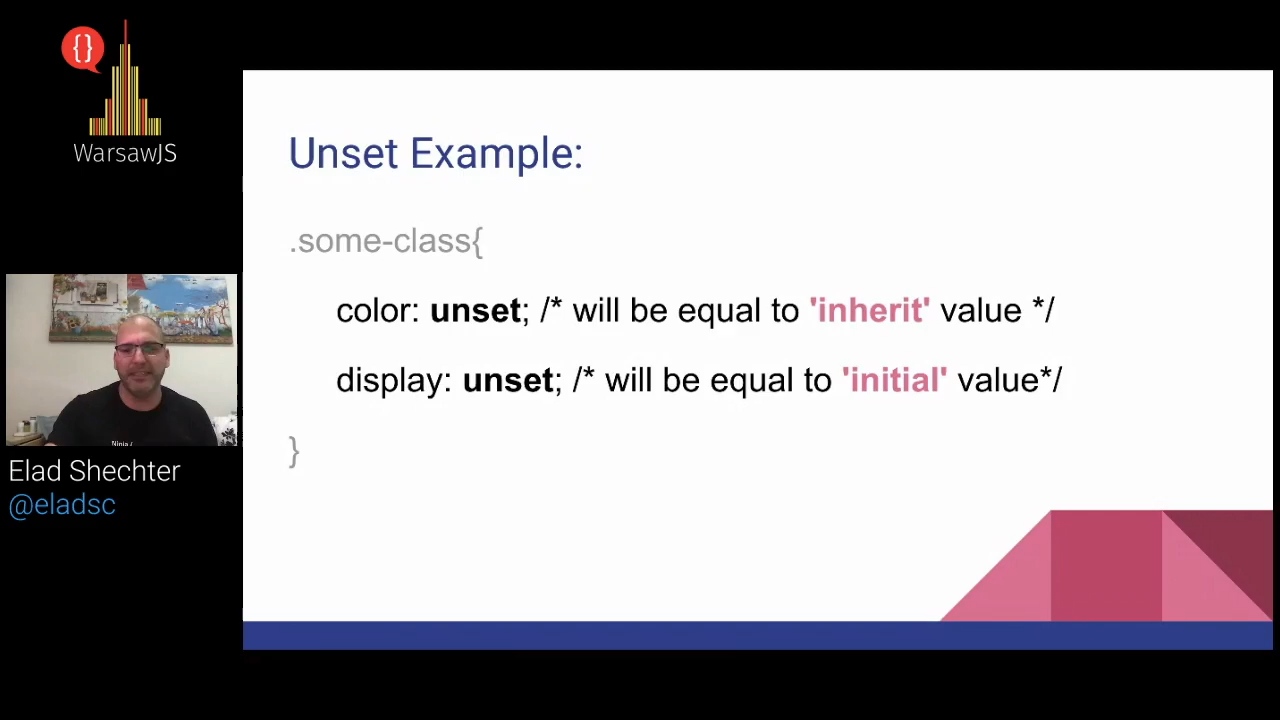 {}
WarsawJS
Unset Example:
.some-class{
color: unset; /* will be equal to 'inherit' value */
display: unset; /* will be equal to 'initial' value*/
}
Ninja /
Elad Shechter
@eladsc